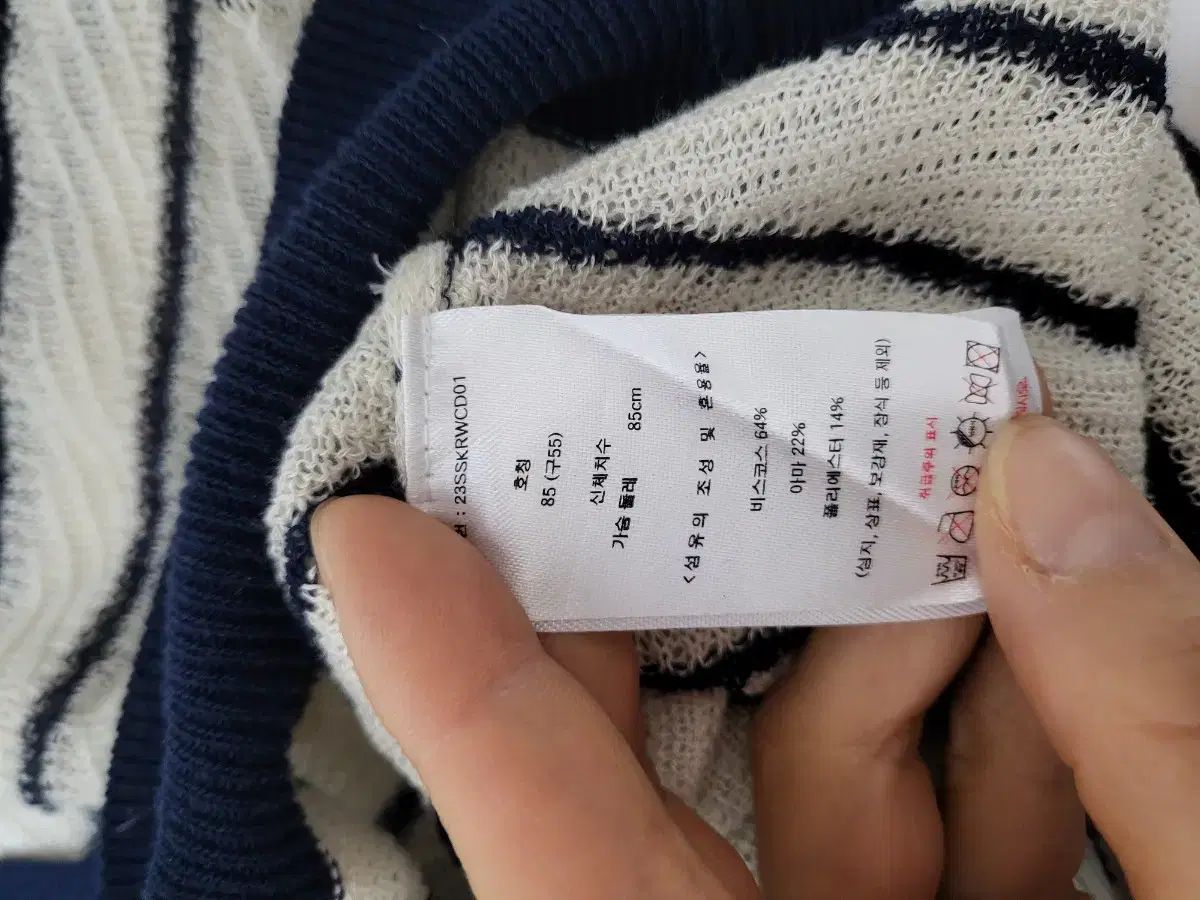 : 23SSKRWCD01
호칭
85 (구55)
신체치수
가슴 둘레 85cm
<섬유의 조성 및 혼용율>
비스코스 64%
아마 22%
폴리에스터 14%
(심지, 상표, 보강재, 장식 등 제외)
취급주의 표시